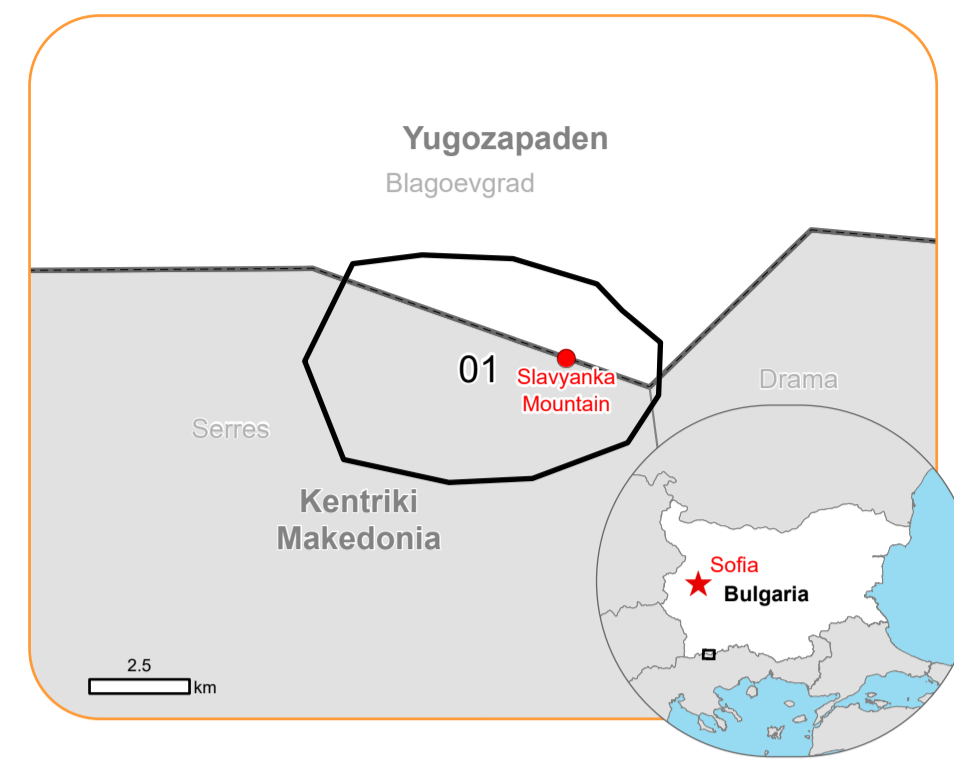 Yugozapaden
Blagoevgrad
01
Slavyanka
Mountain
Drama
Serres
Kentriki
Makedonia
Sofia
Bulgaria
2.5
km